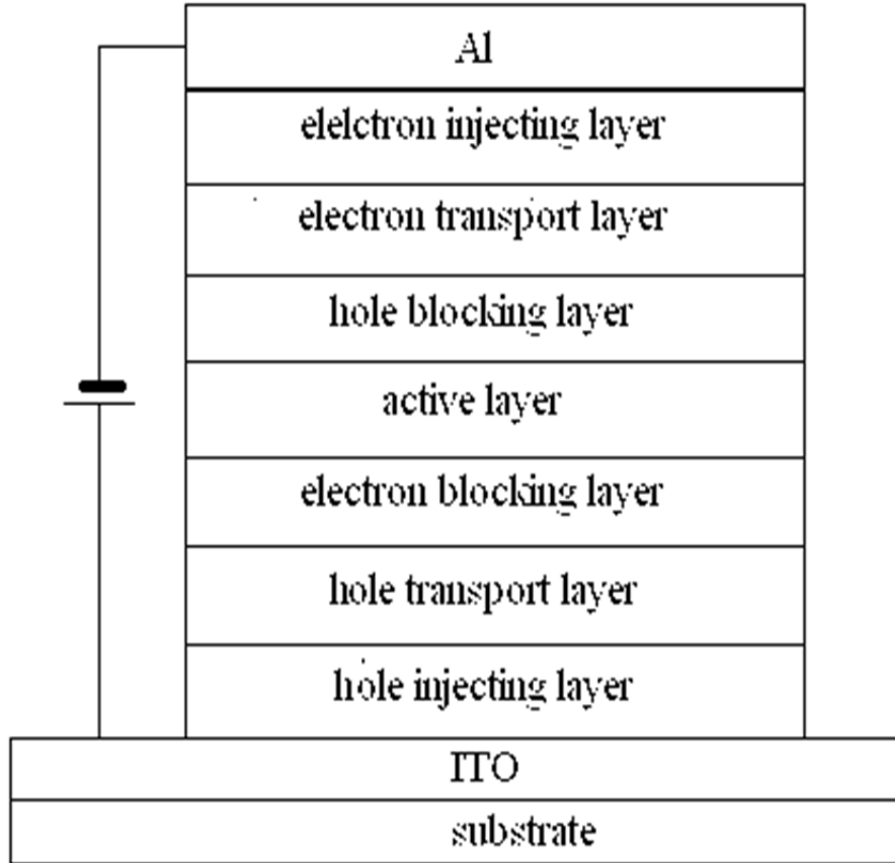 Al
elelctron injecting layer
electron transport layer
hole blocking layer
active layer
electron blocking layer
hole transport layer
hole injecting layer
ITO
substrate